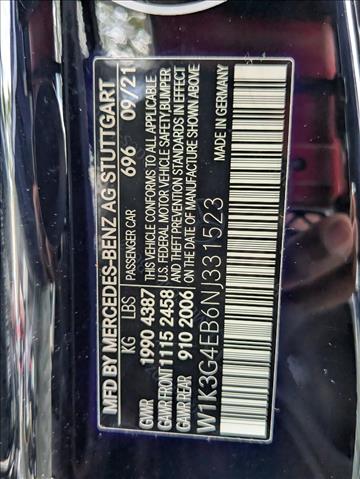 MFD BY MERCEDES-BENZ AG STUTTGART
KG LBS PASSENGER CAR 696 09/21
GVWR 1990 4387 THIS VEHICLE CONFORMS TO ALL APPLICABLE
U.S. FEDERAL MOTOR VEHICLE SAFETY BUMPER
GAWR FRONT 1115 2458 AND THEFT PREVENTION STANDARDS IN EFFECT
GAWR REAR 910 2006 ON THE DATE OF MANUFACTURE SHOWN ABOVE
MADE IN GERMANY
W1K3G4EB6NJ331523